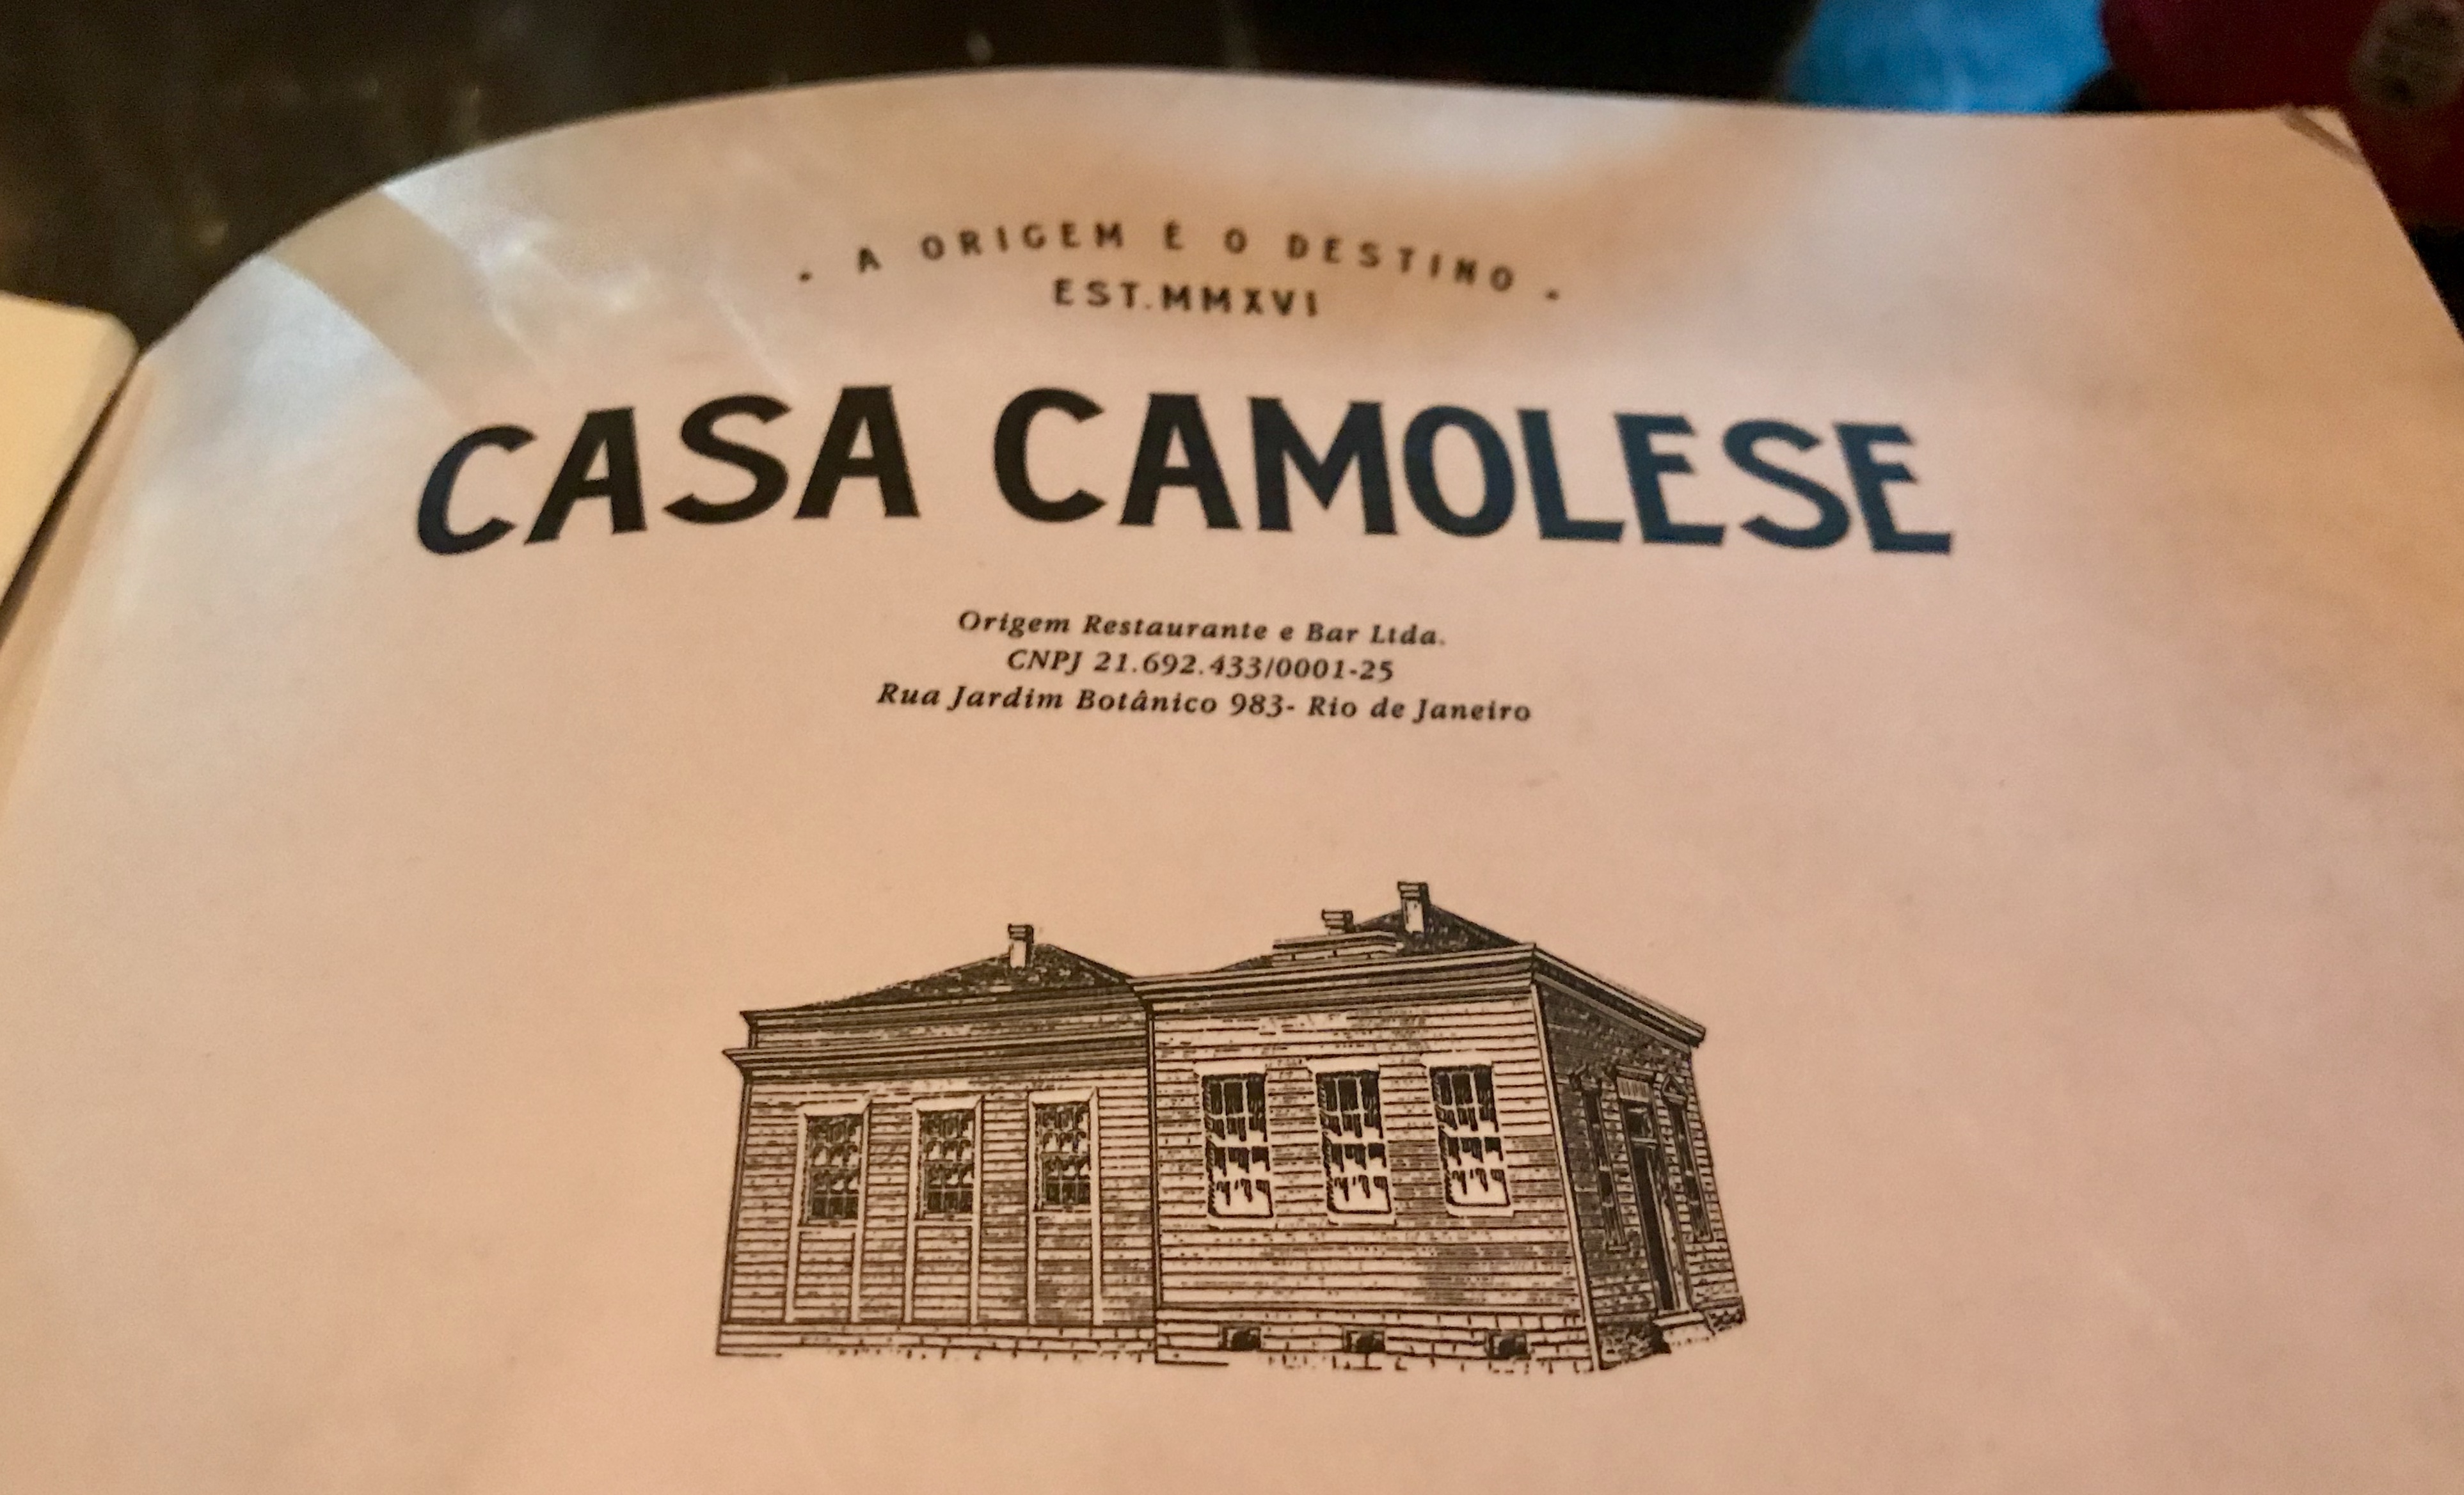 . A ORIGEM É O DESTINO .
EST.MMXVI
CASA CAMOLESE
Origem Restaurante e Bar Ltda.
CNPJ 21.692.433/0001-25
Rua Jardim Botânico 983- Rio de Janeiro